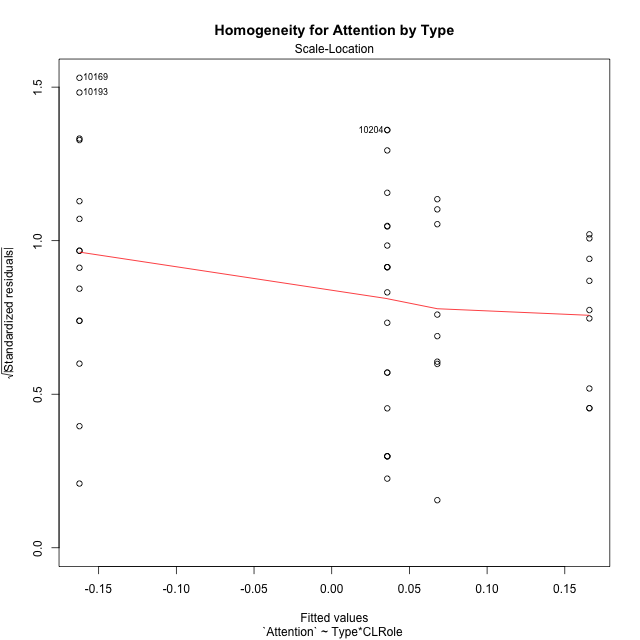 Homogeneity for Attention by Type
Scale-Location
10169
10193
10204
1.5
1.0
0.5
0.0
√|Standardized residuals|
-0.15 -0.10 -0.05 0.00 0.05 0.10 0.15
Fitted values
`Attention` ~ Type*CLRole